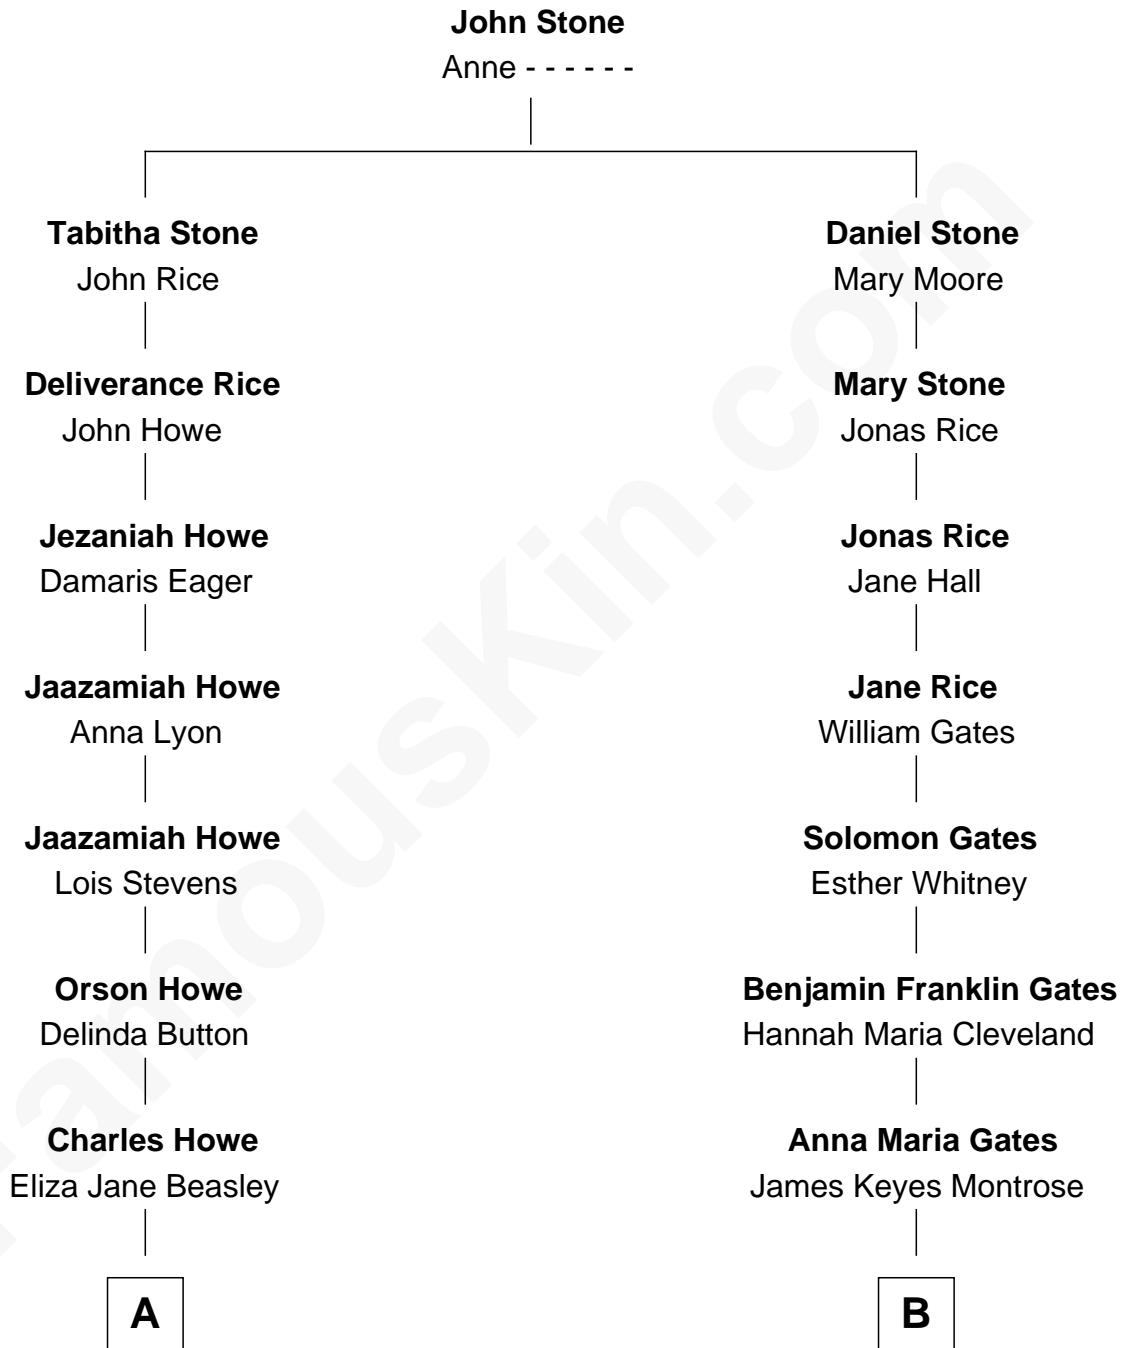 John Stone
Anne - - - - - -
Tabitha Stone
John Rice
Daniel Stone
Mary Moore
Deliverance Rice
John Howe
Mary Stone
Jonas Rice
Jezaniah Howe
Damaris Eager
Jonas Rice
Jane Hall
Jaazamiah Howe
Anna Lyon
Jane Rice
William Gates
Jaazamiah Howe
Lois Stevens
Solomon Gates
Esther Whitney
Orson Howe
Delinda Button
Benjamin Franklin Gates
Hannah Maria Cleveland
Charles Howe
Eliza Jane Beasley
Anna Maria Gates
James Keyes Montrose
A
B
FamousKin.com